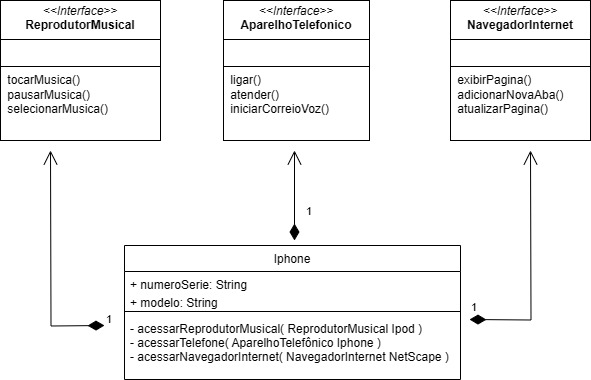 <<Interface>>
ReprodutorMusical
tocarMusica()
pausarMusica()
selecionarMusica()
<<Interface>>
AparelhoTelefonico
ligar()
atender()
iniciarCorreioVoz()
<<Interface>>
NavegadorInternet
exibirPagina()
adicionarNovaAba()
atualizarPagina()
1
1
1
Iphone
+ numeroSerie: String
+ modelo: String
- acessarReprodutorMusical( ReprodutorMusical Ipod )
- acessarTelefone( AparelhoTelefônico Iphone )
- acessarNavegadorInternet( NavegadorInternet NetScape )